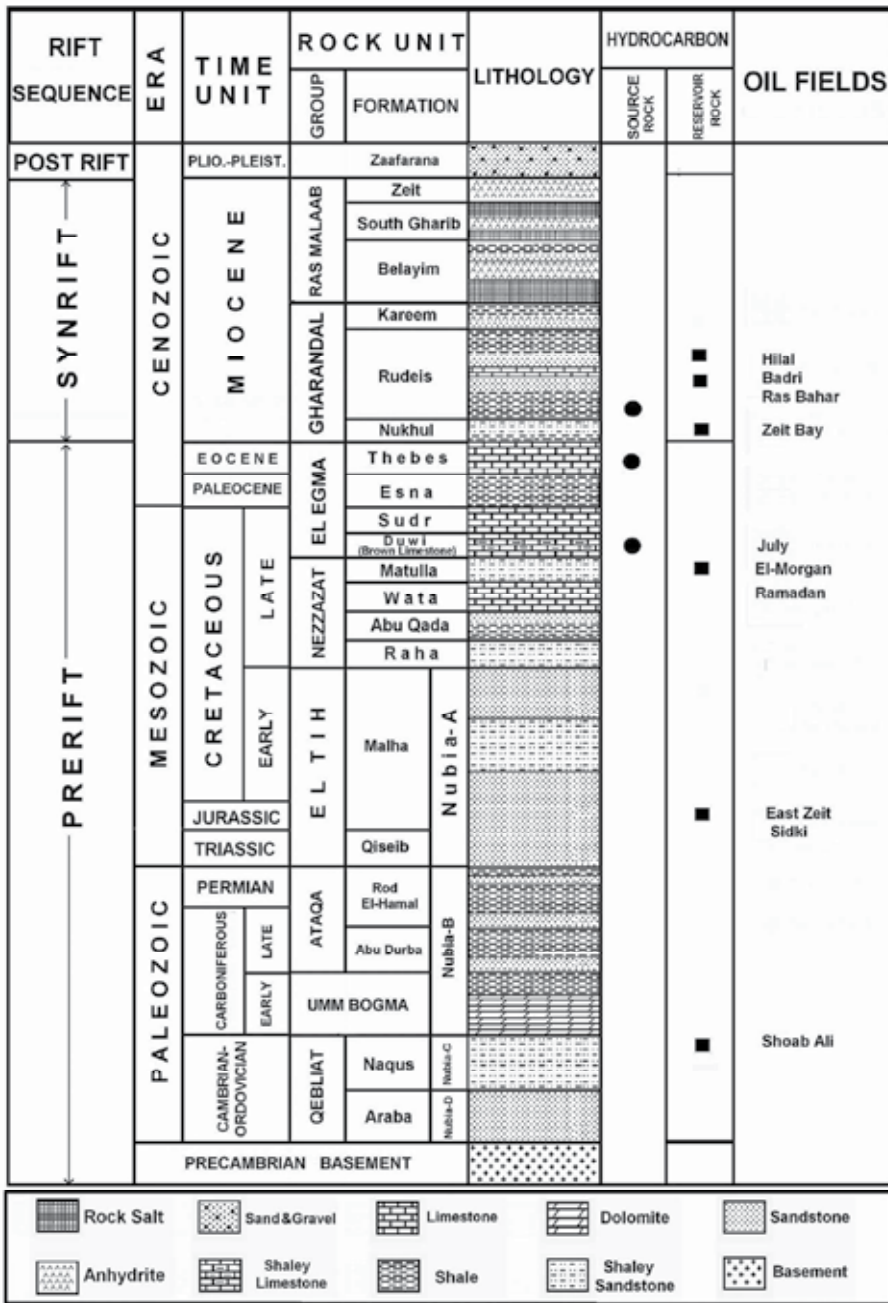 RIFT SEQUENCE
ERA
TIME UNIT
ROCK UNIT
GROUP
FORMATION
LITHOLOGY
HYDROCARBON
SOURCE ROCK
RESERVOIR ROCK
OIL FIELDS
POST RIFT
SYNRIFT
PRERIFT
CENOZOIC
MESOZOIC
PALEOZOIC
PLIO.-PLEIST.
MIOCENE
EOCENE
PALEOCENE
CRETACEOUS
LATE
EARLY
JURASSIC
TRIASSIC
PERMIAN
CARBONIFEROUS
LATE
EARLY
CAMBRIAN-
ORDOVICIAN
PRECAMBRIAN BASEMENT
RAS MALAAB
GHARANDAL
EL EGMA
NEZZAZAT
EL TIH
ATAQA
UMM BOGMA
QEBLIAT
Zaafarana
Zeit
South Gharib
Belayim
Kareem
Rudeis
Nukhul
Thebes
Esna
Sudr
Duwi
(Brown Limestone)
Matulla
Wata
Abu Qada
Raha
Malha
Qiseib
Rod
El-Hamal
Abu Durba
Naqus
Araba
Nubia-A
Nubia-B
Nubia-C
Nubia-D
Hilal
Badri
Ras Bahar
Zeit Bay
July
El-Morgan
Ramadan
East Zeit
Sidki
Shoab Ali
Rock Salt
Sand&Gravel
Limestone
Dolomite
Sandstone
Anhydrite
Shaley
Limestone
Shale
Shaley
Sandstone
Basement